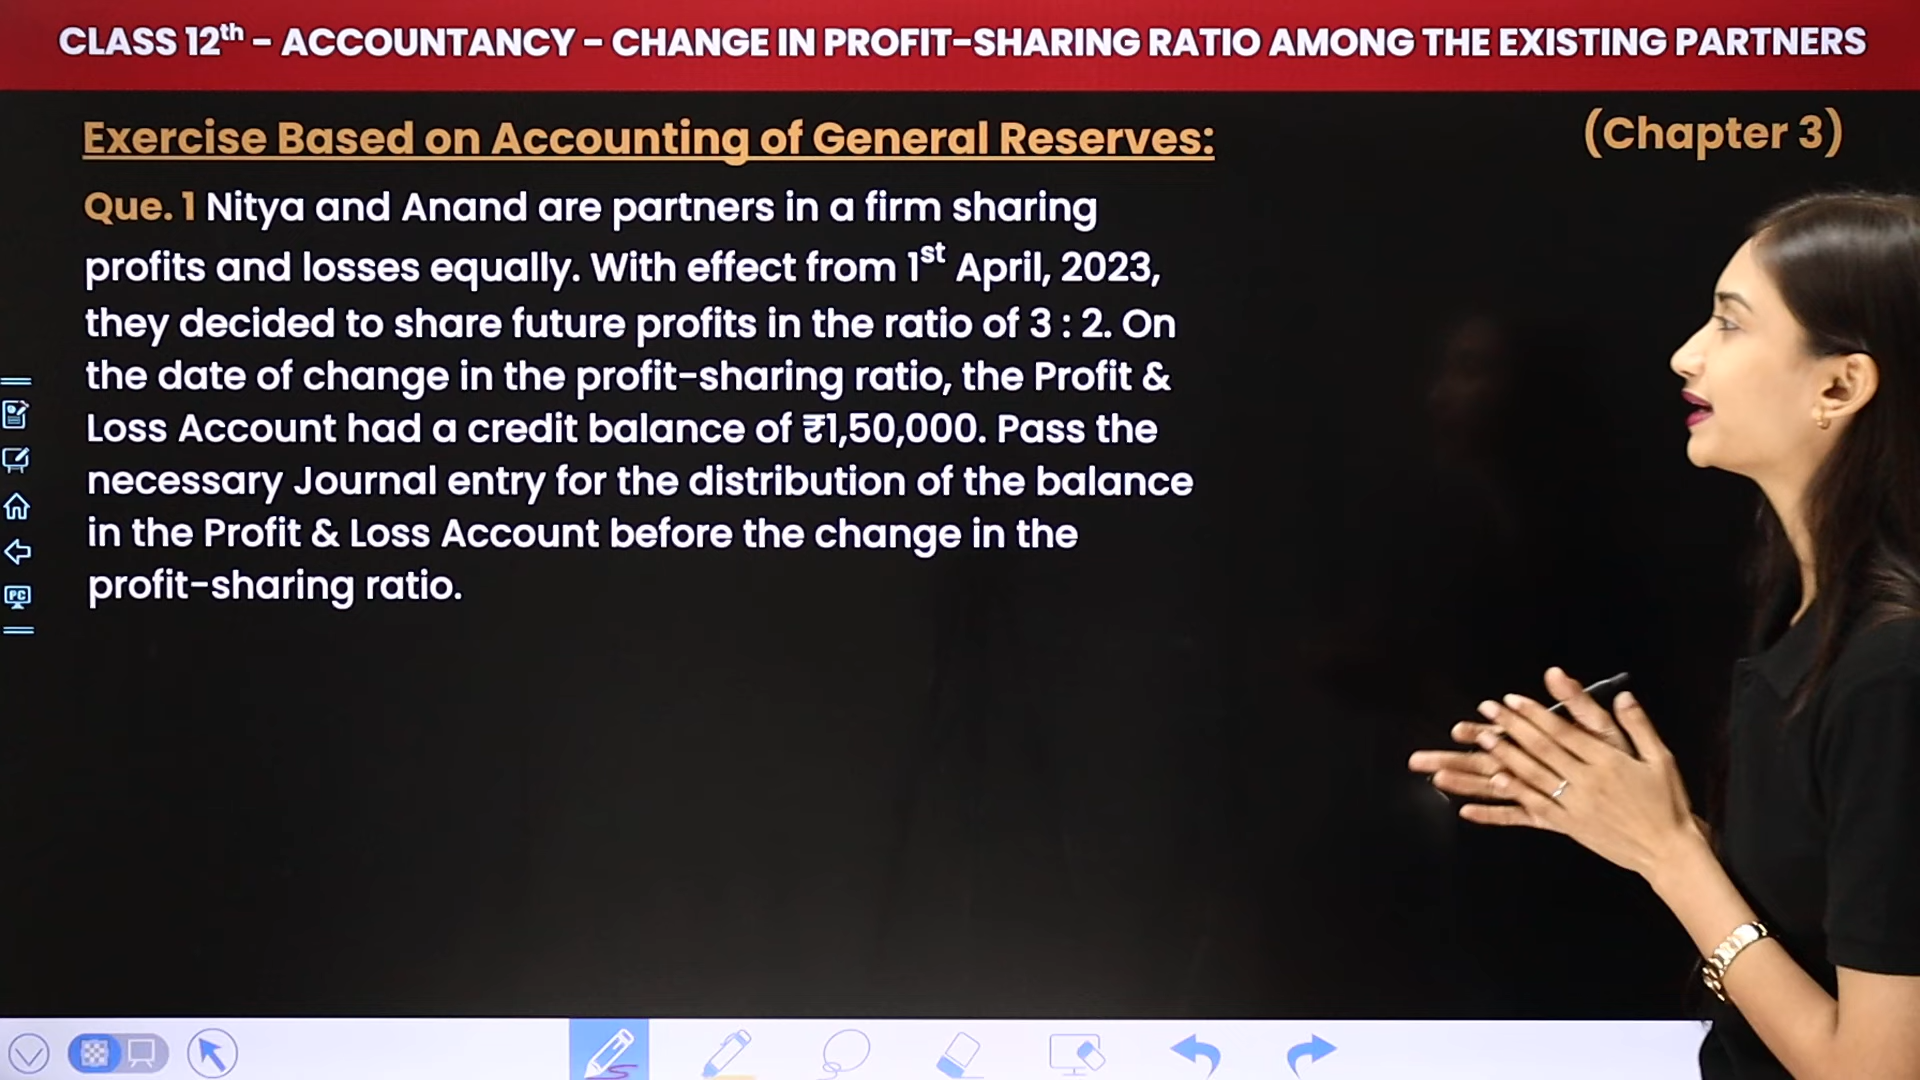 CLASS 12th - ACCOUNTANCY - CHANGE IN PROFIT-SHARING RATIO AMONG THE EXISTING PARTNERS
Exercise Based on Accounting of General Reserves:
(Chapter 3)
Que. 1 Nitya and Anand are partners in a firm sharing
profits and losses equally. With effect from 1st April, 2023,
they decided to share future profits in the ratio of 3 : 2. On
the date of change in the profit-sharing ratio, the Profit &
Loss Account had a credit balance of ₹1,50,000. Pass the
necessary Journal entry for the distribution of the balance
in the Profit & Loss Account before the change in the
profit-sharing ratio.
PC